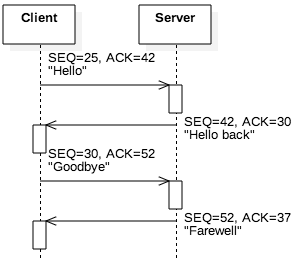 Client
Server
SEQ=25, ACK=42
"Hello"
SEQ=42, ACK=30
"Hello back"
SEQ=30, ACK=52
"Goodbye"
SEQ=52, ACK=37
"Farewell"